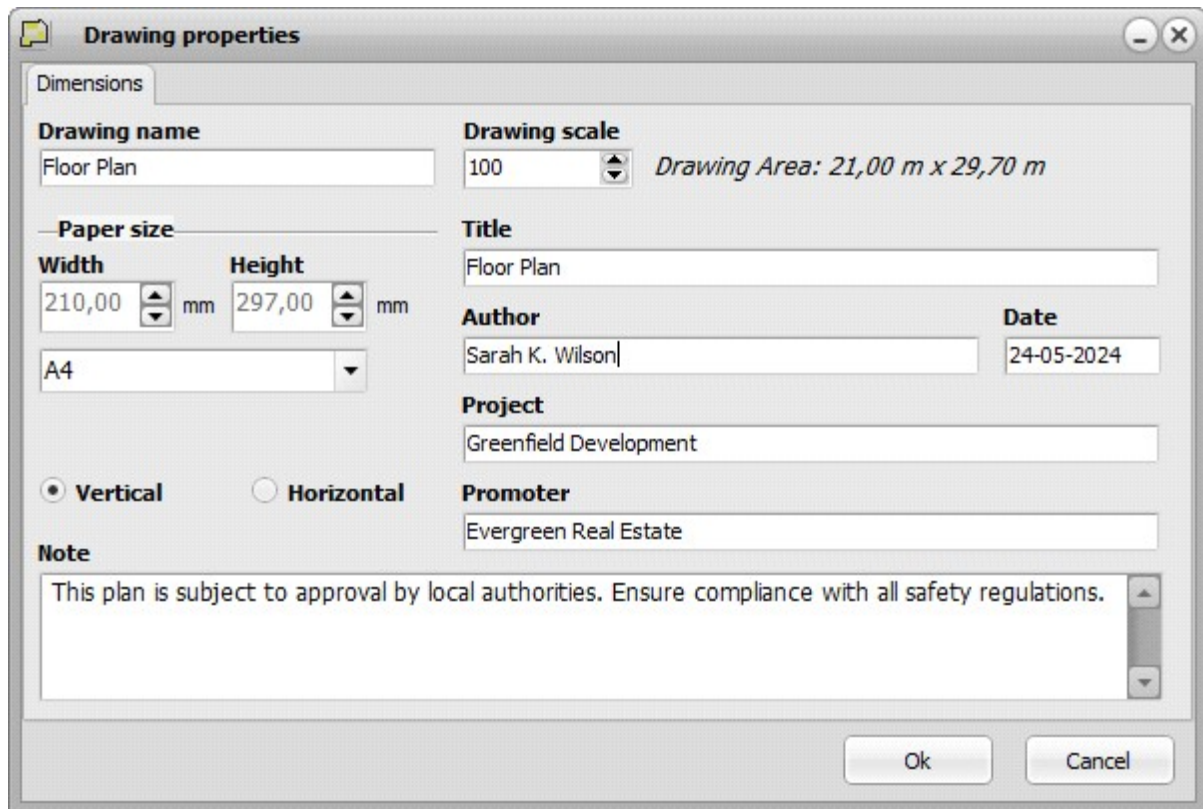 Drawing properties
Dimensions
Drawing name
Floor Plan
Drawing scale
100
Drawing Area: 21,00 m x 29,70 m
Paper size
Width
Height
210,00 mm
297,00 mm
A4
Vertical
Horizontal
Title
Floor Plan
Author
Sarah K. Wilson
Date
24-05-2024
Project
Greenfield Development
Promoter
Evergreen Real Estate
Note
This plan is subject to approval by local authorities. Ensure compliance with all safety regulations.
Ok
Cancel